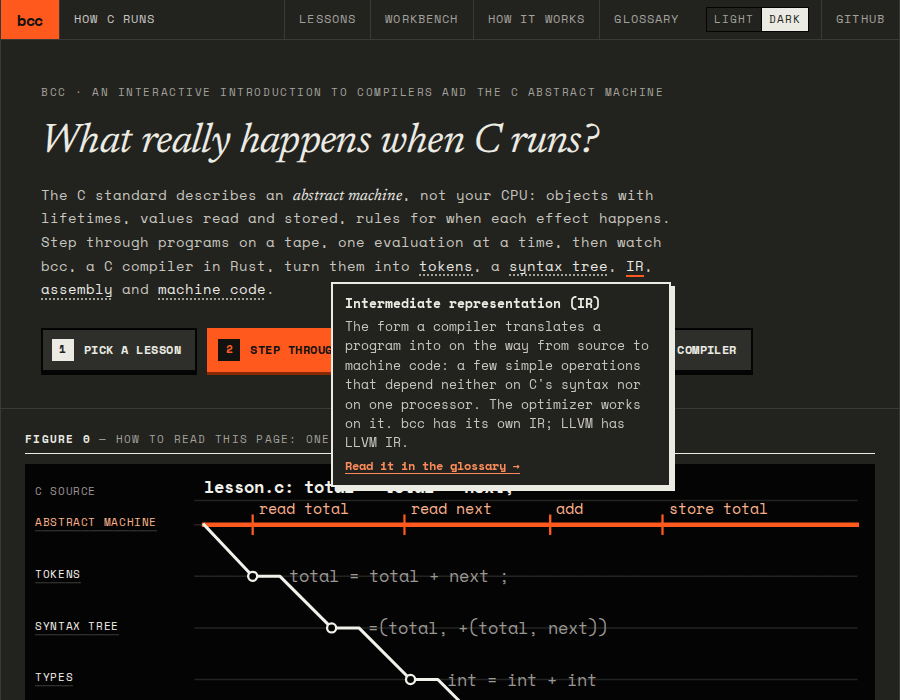 bcc HOW C RUNS LESSONS WORKBENCH HOW IT WORKS GLOSSARY LIGHT DARK GITHUB
BCC · AN INTERACTIVE INTRODUCTION TO COMPILERS AND THE C ABSTRACT MACHINE
What really happens when C runs?
The C standard describes an abstract machine, not your CPU: objects with
lifetimes, values read and stored, rules for when each effect happens.
Step through programs on a tape, one evaluation at a time, then watch
bcc, a C compiler in Rust, turn them into tokens, a syntax tree, IR,
assembly and machine code.
Intermediate representation (IR)
The form a compiler translates a
program into on the way from source to
machine code: a few simple operations
that depend neither on C's syntax nor
on one processor. The optimizer works
on it. bcc has its own IR; LLVM has
LLVM IR.
Read it in the glossary →
1 PICK A LESSON 2 STEP THROUG COMPILER
FIGURE 0 — HOW TO READ THIS PAGE: ONE
C SOURCE lesson.c:
ABSTRACT MACHINE read total read next add store total
TOKENS total = total + next ;
SYNTAX TREE =(total, +(total, next))
TYPES int = int + int